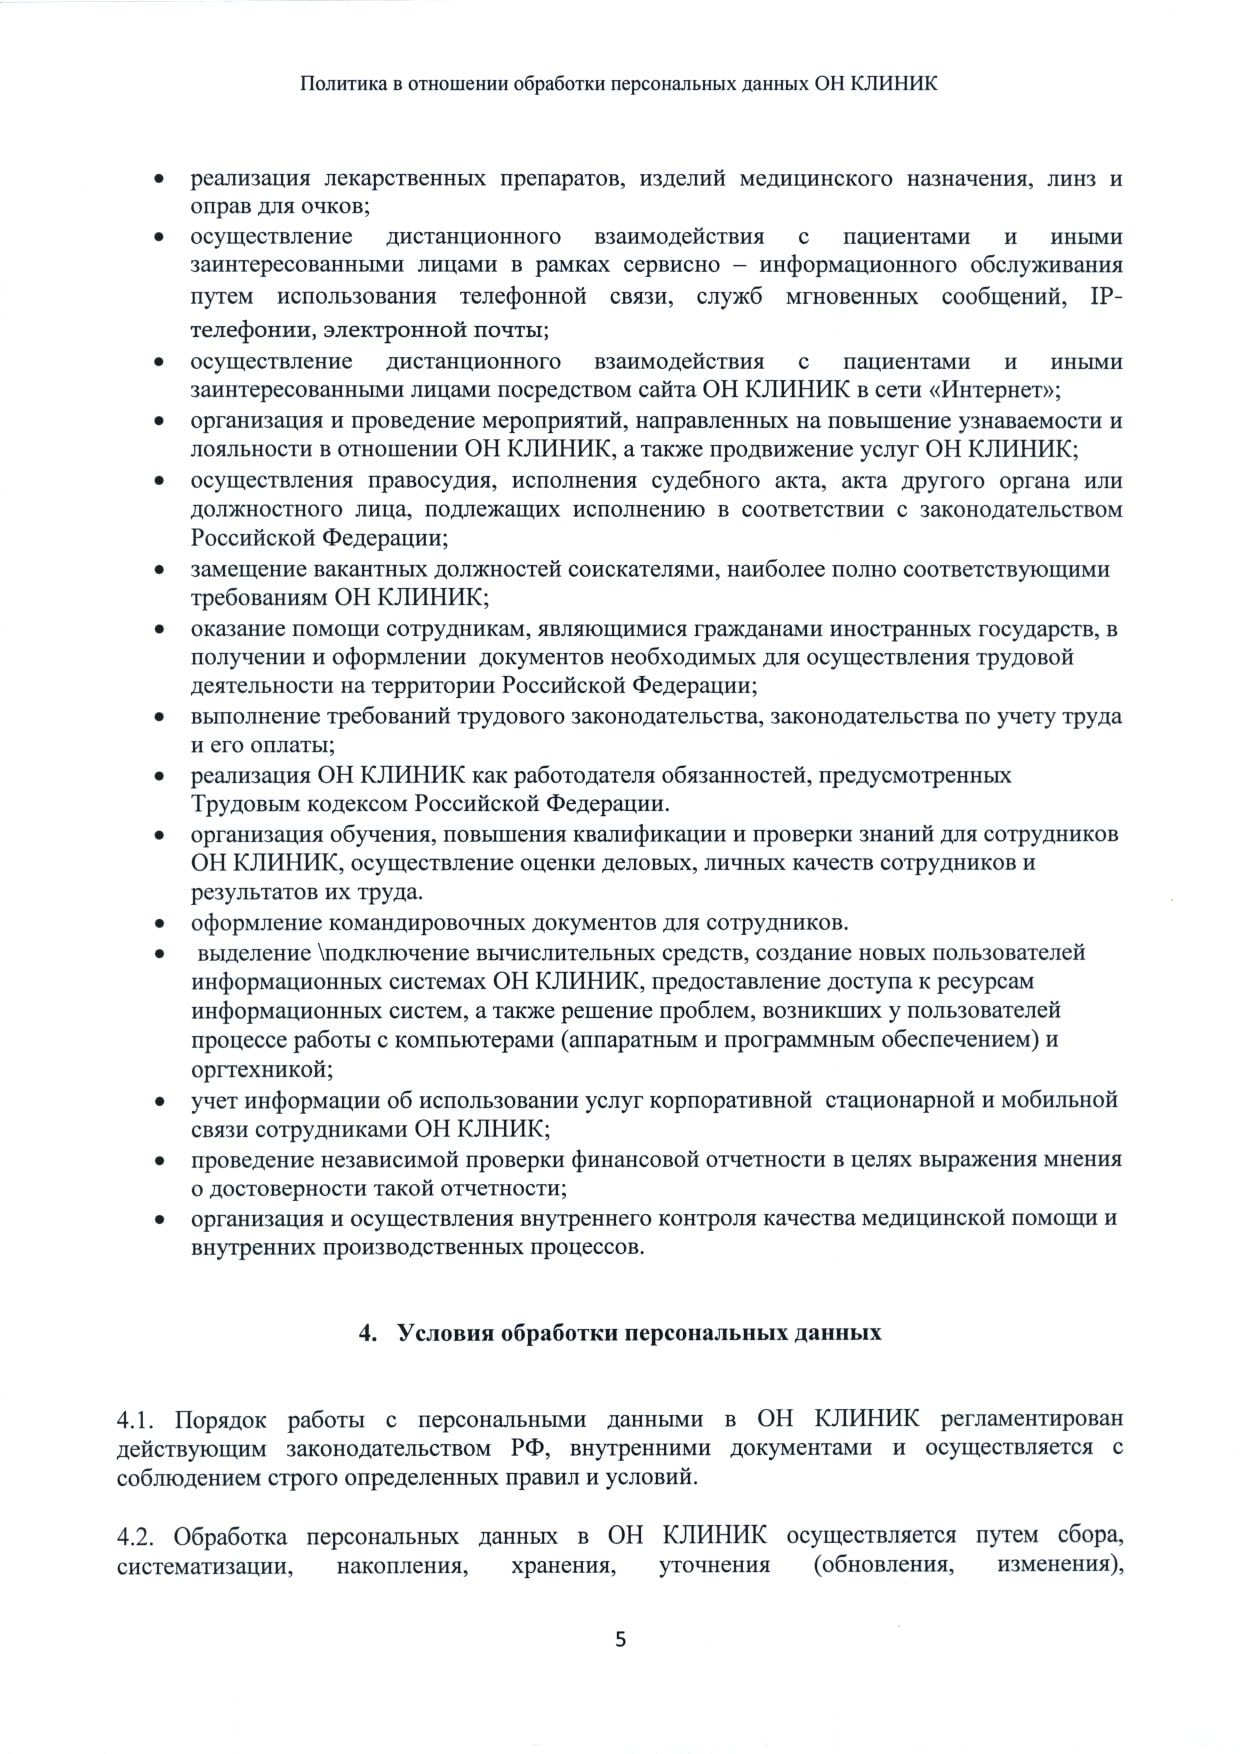 Политика в отношении обработки персональных данных ОН КЛИНИК
• реализация лекарственных препаратов, изделий медицинского назначения, линз и
оправ для очков;
• осуществление дистанционного взаимодействия с пациентами и иными
заинтересованными лицами в рамках сервисно – информационного обслуживания
путем использования телефонной связи, служб мгновенных сообщений, IP-
телефонии, электронной почты;
• осуществление дистанционного взаимодействия с пациентами и иными
заинтересованными лицами посредством сайта ОН КЛИНИК в сети «Интернет»;
• организация и проведение мероприятий, направленных на повышение узнаваемости и
лояльности в отношении ОН КЛИНИК, а также продвижение услуг ОН КЛИНИК;
• осуществления правосудия, исполнения судебного акта, акта другого органа или
должностного лица, подлежащих исполнению в соответствии с законодательством
Российской Федерации;
• замещение вакантных должностей соискателями, наиболее полно соответствующими
требованиям ОН КЛИНИК;
• оказание помощи сотрудникам, являющимися гражданами иностранных государств, в
получении и оформлении документов необходимых для осуществления трудовой
деятельности на территории Российской Федерации;
• выполнение требований трудового законодательства, законодательства по учету труда
и его оплаты;
• реализация ОН КЛИНИК как работодателя обязанностей, предусмотренных
Трудовым кодексом Российской Федерации.
• организация обучения, повышения квалификации и проверки знаний для сотрудников
ОН КЛИНИК, осуществление оценки деловых, личных качеств сотрудников и
результатов их труда.
• оформление командировочных документов для сотрудников.
• выделение \подключение вычислительных средств, создание новых пользователей
информационных системах ОН КЛИНИК, предоставление доступа к ресурсам
информационных систем, а также решение проблем, возникших у пользователей
процессе работы с компьютерами (аппаратным и программным обеспечением) и
оргтехникой;
• учет информации об использовании услуг корпоративной стационарной и мобильной
связи сотрудниками ОН КЛНИК;
• проведение независимой проверки финансовой отчетности в целях выражения мнения
о достоверности такой отчетности;
• организация и осуществления внутреннего контроля качества медицинской помощи и
внутренних производственных процессов.
4. Условия обработки персональных данных
4.1. Порядок работы с персональными данными в ОН КЛИНИК регламентирован
действующим законодательством РФ, внутренними документами и осуществляется с
соблюдением строго определенных правил и условий.
4.2. Обработка персональных данных в ОН КЛИНИК осуществляется путем сбора,
систематизации, накопления, хранения, уточнения (обновления, изменения),
5